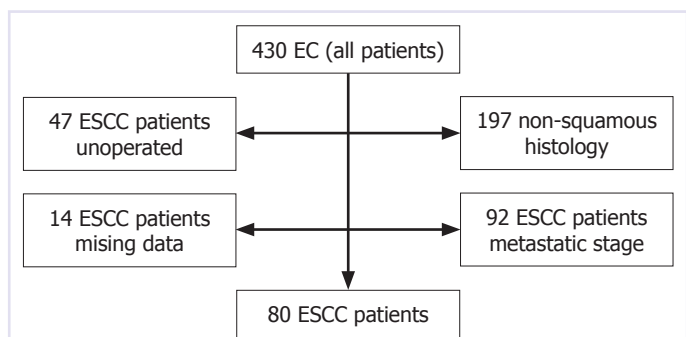 430 EC (all patients)
47 ESCC patients
unoperated
197 non-squamous
histology
14 ESCC patients
mising data
92 ESCC patients
metastatic stage
80 ESCC patients